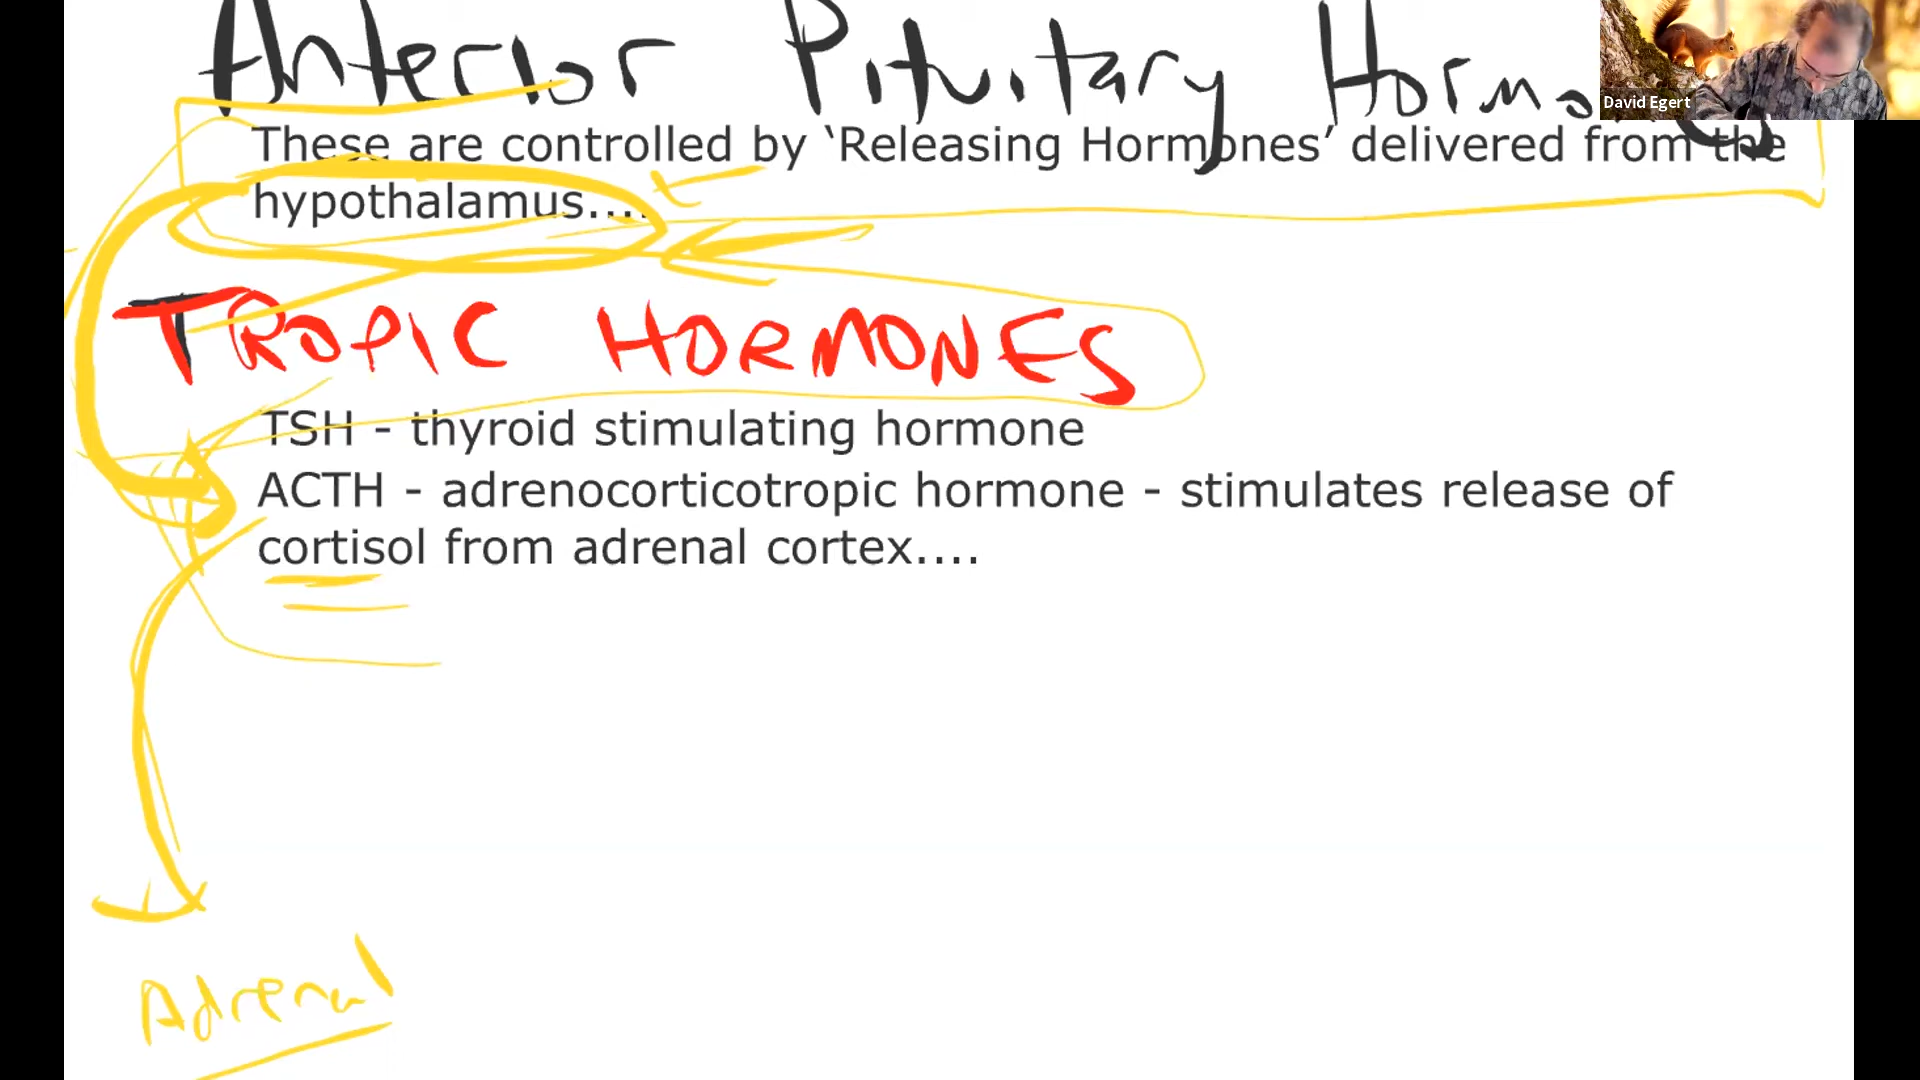 Anterior Pituitary Hormo
David Egert
These are controlled by ‘Releasing Hormones’ delivered from the
hypothalamus....
TROPIC HORMONES
TSH - thyroid stimulating hormone
ACTH - adrenocorticotropic hormone - stimulates release of
cortisol from adrenal cortex....
Adrenal